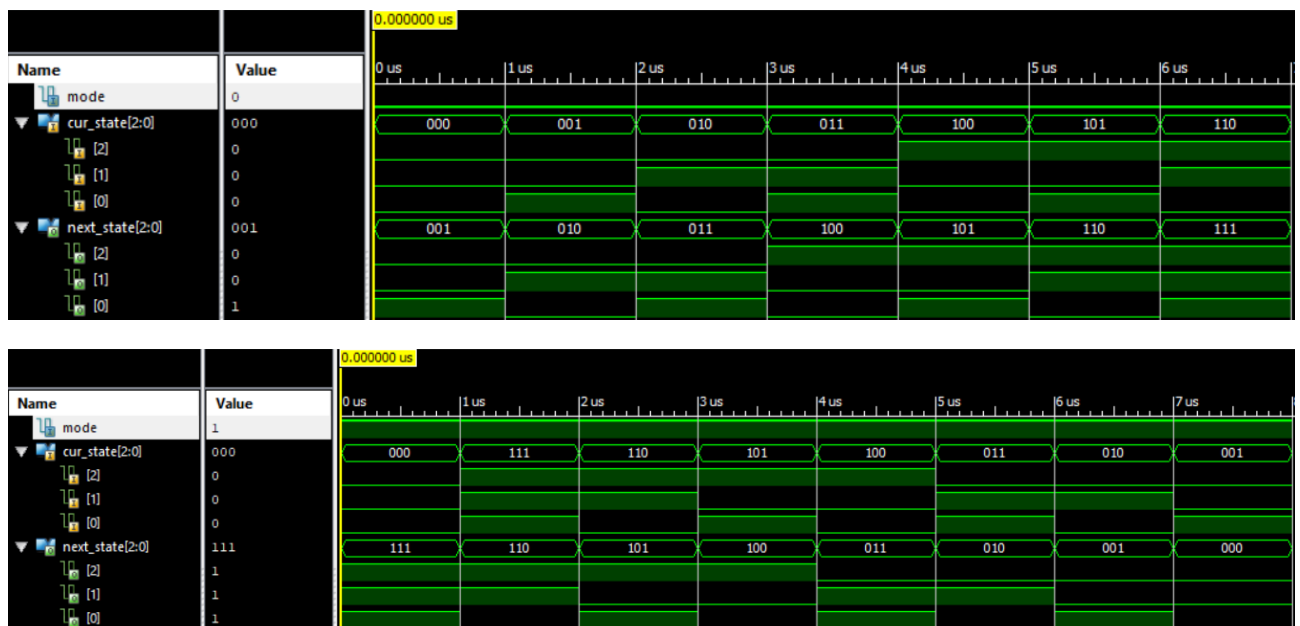 0.000000 us
Name Value 0 us 1 us 2 us 3 us 4 us 5 us 6 us
mode 0
cur_state[2:0] 000 000 001 010 011 100 101 110
[2] 0
[1] 0
[0] 0
next_state[2:0] 001 001 010 011 100 101 110 111
[2] 0
[1] 0
[0] 1
0.000000 us
Name Value 0 us 1 us 2 us 3 us 4 us 5 us 6 us 7 us
mode 1
cur_state[2:0] 000 000 111 110 101 100 011 010 001
[2] 0
[1] 0
[0] 0
next_state[2:0] 111 111 110 101 100 011 010 001 000
[2] 1
[1] 1
[0] 1